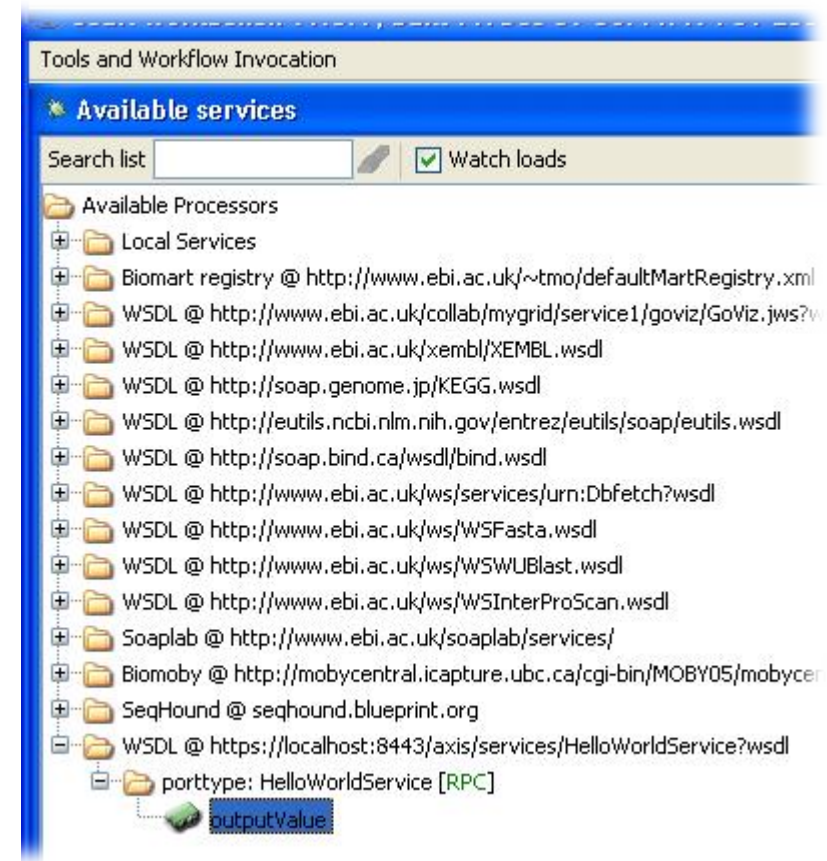 Tools and Workflow Invocation
Available services
Search list
Watch loads
Available Processors
Local Services
Biomart registry @ http://www.ebi.ac.uk/~tmo/defaultMartRegistry.xml
WSDL @ http://www.ebi.ac.uk/collab/mygrid/service1/goviz/GoViz.jws?w
WSDL @ http://www.ebi.ac.uk/xembl/XEMBL.wsdl
WSDL @ http://soap.genome.jp/KEGG.wsdl
WSDL @ http://eutils.ncbi.nlm.nih.gov/entrez/eutils/soap/eutils.wsdl
WSDL @ http://soap.bind.ca/wsdl/bind.wsdl
WSDL @ http://www.ebi.ac.uk/ws/services/urn:Dbfetch?wsdl
WSDL @ http://www.ebi.ac.uk/ws/WSFasta.wsdl
WSDL @ http://www.ebi.ac.uk/ws/WSWUBlast.wsdl
WSDL @ http://www.ebi.ac.uk/ws/WSInterProScan.wsdl
Soaplab @ http://www.ebi.ac.uk/soaplab/services/
Biomoby @ http://mobycentral.icapture.ubc.ca/cgi-bin/MOBY05/mobycer
SeqHound @ seqhound.blueprint.org
WSDL @ https://localhost:8443/axis/services/HelloWorldService?wsdl
porttype: HelloWorldService [RPC]
outputValue